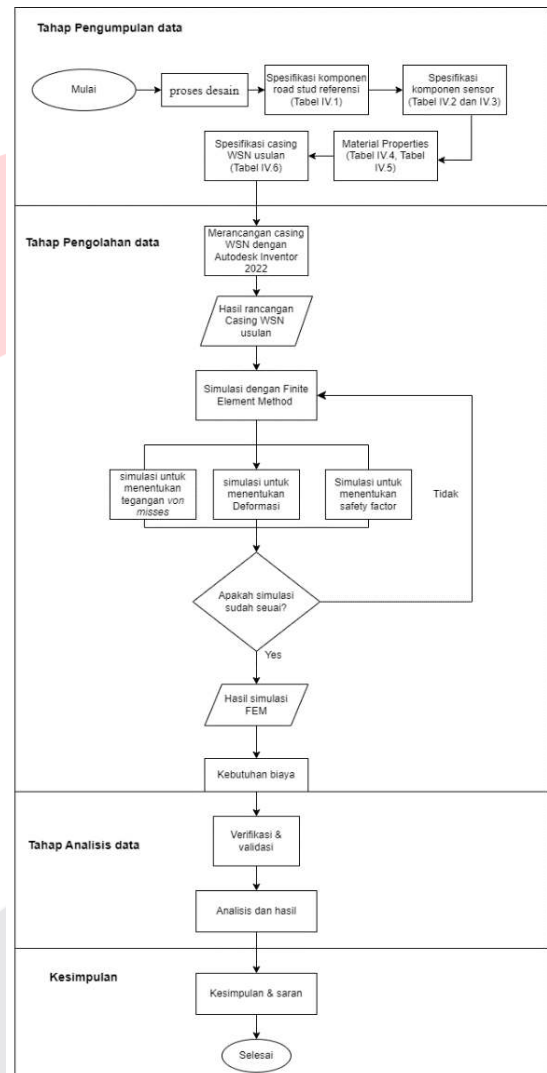 Tahap Pengumpulan data
Mulai
proses desain
Spesifikasi komponen
road stud referensi
(Tabel IV.1)
Spesifikasi
komponen sensor
(Tabel IV.2 dan IV.3)
Spesifikasi casing
WSN usulan
(Tabel IV.6)
Material Properties
(Tabel IV.4, Tabel
IV.5)
Tahap Pengolahan data
Merancangan casing
WSN dengan
Autodesk Inventor
2022
Hasil rancangan
Casing WSN
usulan
Simulasi dengan Finite
Element Method
simulasi untuk
menentukan
tegangan von
misses
simulasi untuk
menentukan
Deformasi
Simulasi untuk
menentukan
safety factor
Tidak
Apakah simulasi
sudah seuai?
Yes
Hasil simulasi
FEM
Kebutuhan biaya
Tahap Analisis data
Verifikasi &
validasi
Analisis dan hasil
Kesimpulan
Kesimpulan & saran
Selesai